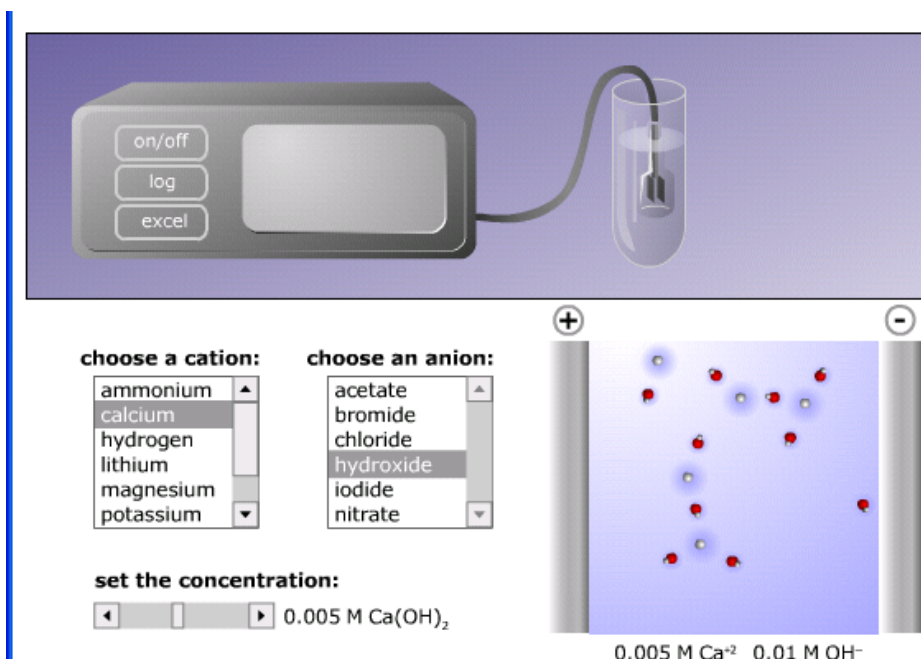 on/off
log
excel
+
-
choose a cation:
ammonium
calcium
hydrogen
lithium
magnesium
potassium
choose an anion:
acetate
bromide
chloride
hydroxide
iodide
nitrate
set the concentration:
0.005 M Ca(OH)₂
0.005 M Ca⁺² 0.01 M OH⁻